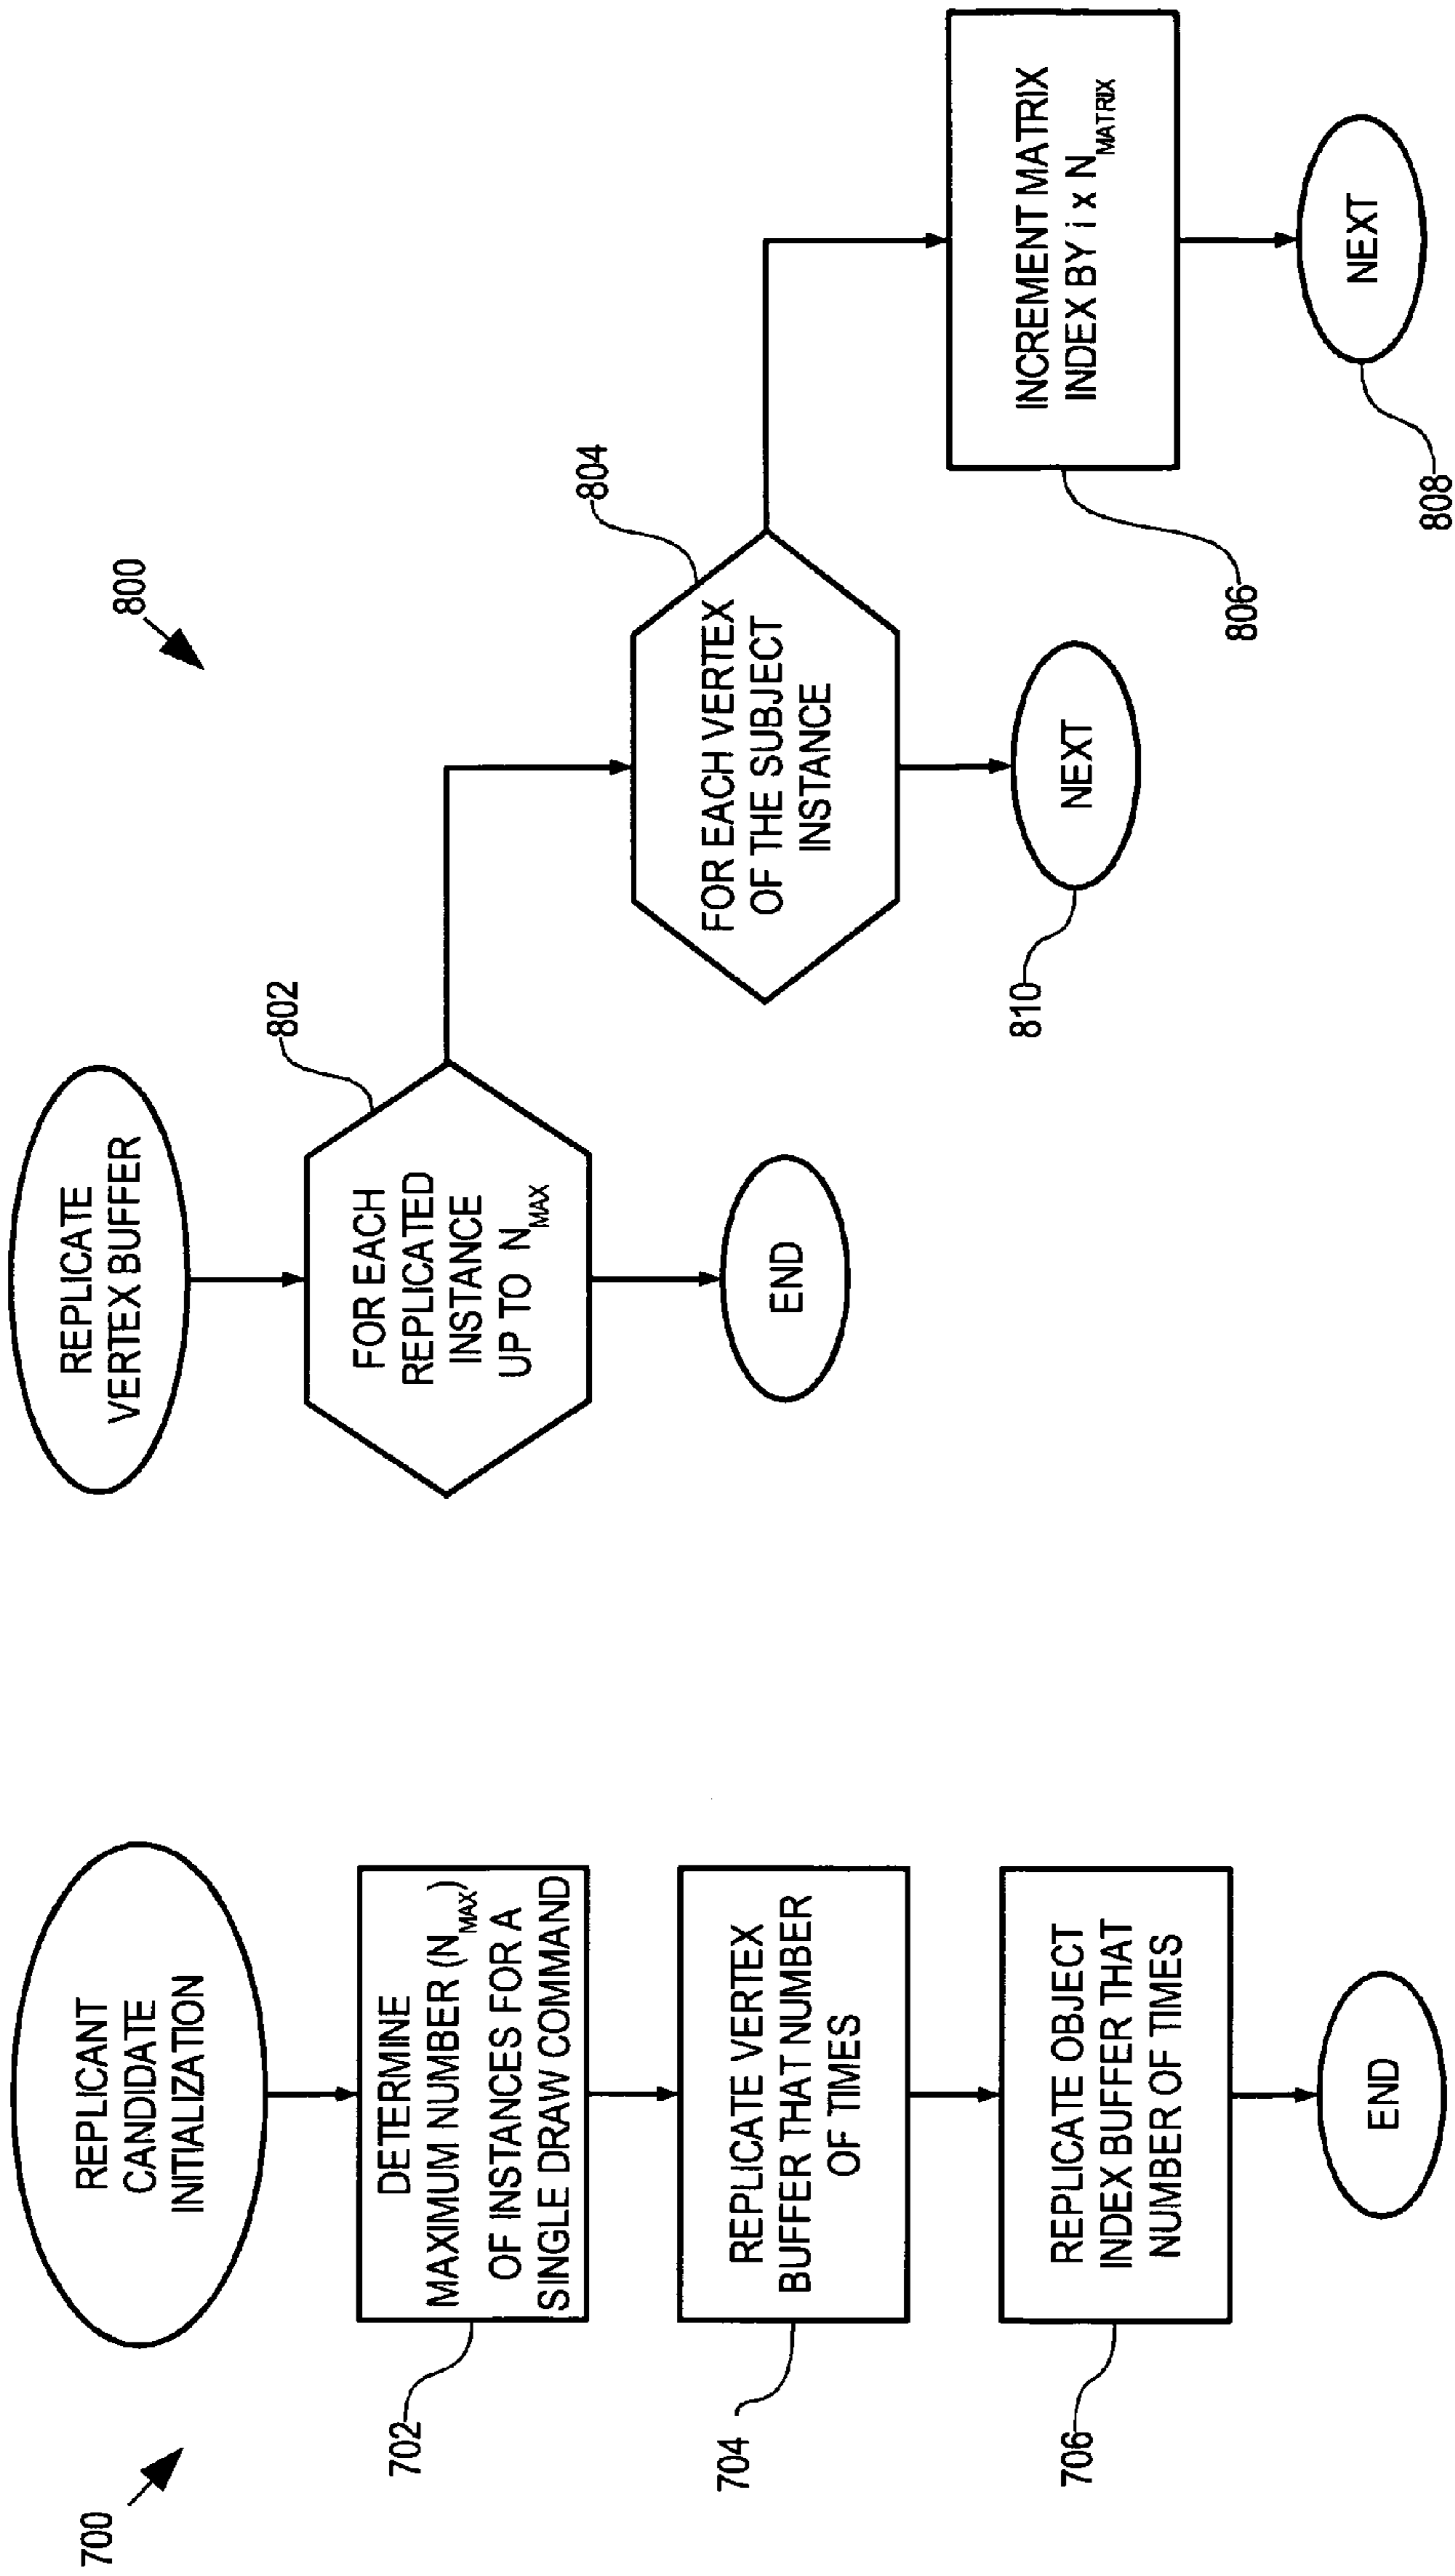 700
REPLICANT
CANDIDATE
INITIALIZATION
702
DETERMINE
MAXIMUM NUMBER (N_MAX)
OF INSTANCES FOR A
SINGLE DRAW COMMAND
704
REPLICATE VERTEX
BUFFER THAT NUMBER
OF TIMES
706
REPLICATE OBJECT
INDEX BUFFER THAT
NUMBER OF TIMES
END
800
REPLICATE
VERTEX BUFFER
802
FOR EACH
REPLICATED
INSTANCE
UP TO N_MAX
END
804
FOR EACH VERTEX
OF THE SUBJECT
INSTANCE
810
NEXT
806
INCREMENT MATRIX
INDEX BY i x N_MATRIX
808
NEXT